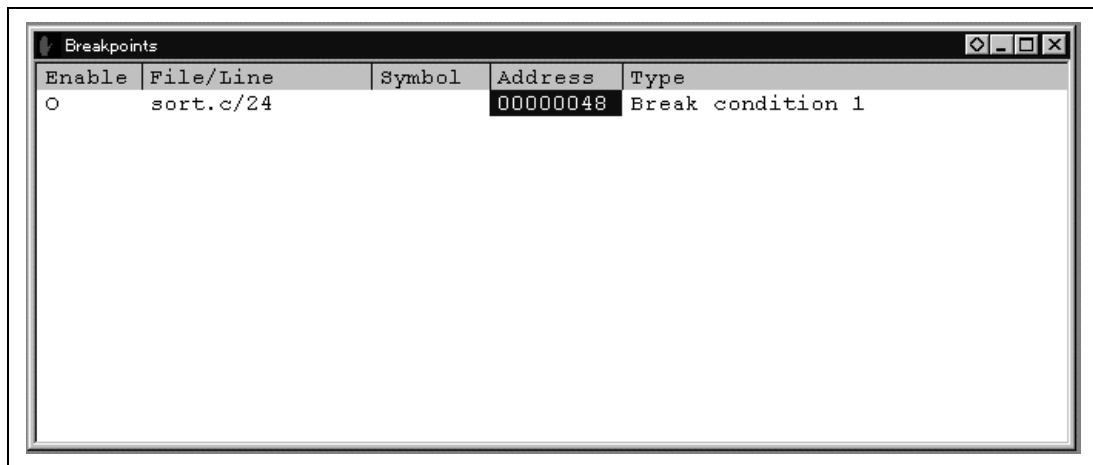 Breakpoints
Enable File/Line Symbol Address Type
O sort.c/24 00000048 Break condition 1